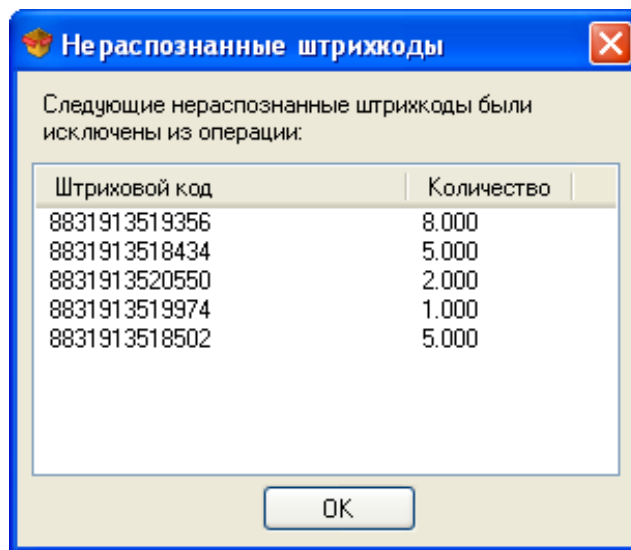 Нераспознанные штрихкоды
Следующие нераспознанные штрихкоды были
исключены из операции:
Штриховой код Количество
8831913519356 8.000
8831913518434 5.000
8831913520550 2.000
8831913519974 1.000
8831913518502 5.000
OK